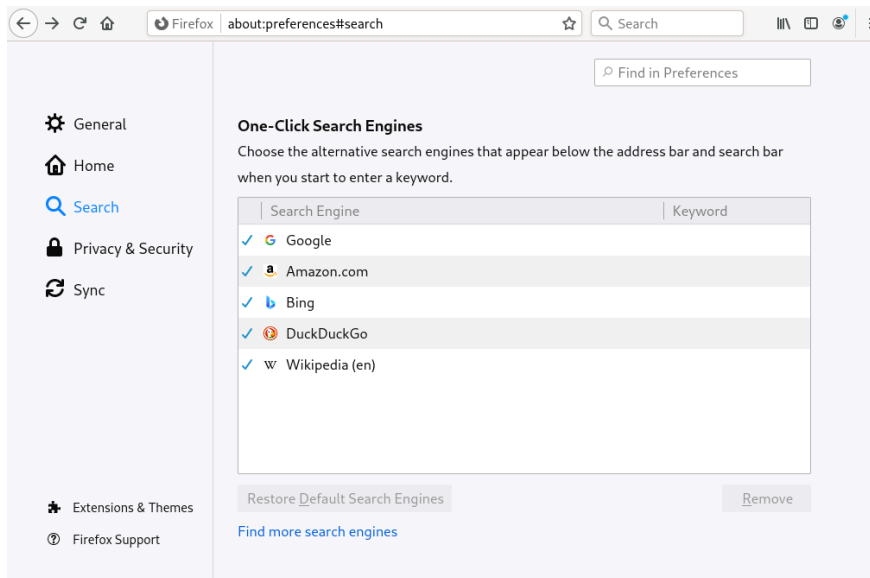 Firefox about:preferences#search Search
Find in Preferences
General
Home
Search
Privacy & Security
Sync
Extensions & Themes
Firefox Support
One-Click Search Engines
Choose the alternative search engines that appear below the address bar and search bar
when you start to enter a keyword.
Search Engine Keyword
Google
Amazon.com
Bing
DuckDuckGo
Wikipedia (en)
Restore Default Search Engines Remove
Find more search engines